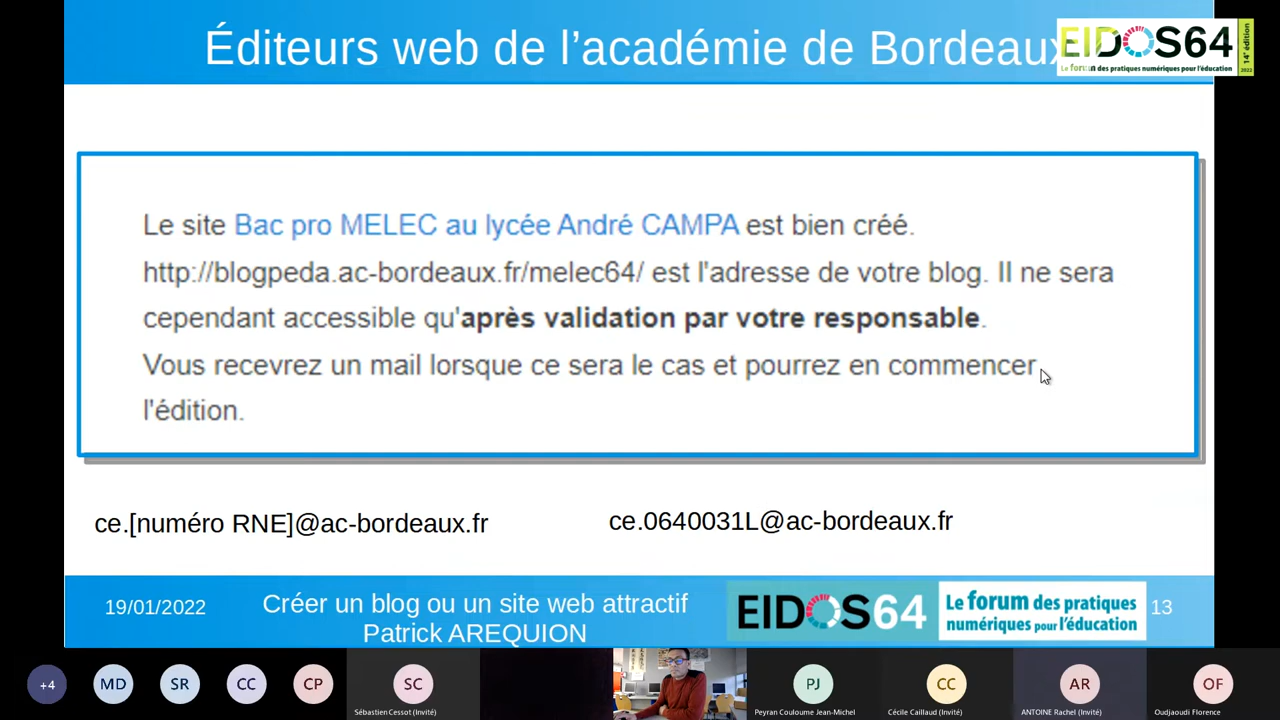 Éditeurs web de l'académie de Bordeaux
EIDOS64
Le forum des pratiques numériques pour l'éducation
14e édition
2022
Le site Bac pro MELEC au lycée André CAMPA est bien créé.
http://blogpeda.ac-bordeaux.fr/melec64/ est l'adresse de votre blog. Il ne sera
cependant accessible qu'après validation par votre responsable.
Vous recevrez un mail lorsque ce sera le cas et pourrez en commencer
l'édition.
ce.[numéro RNE]@ac-bordeaux.fr
ce.0640031L@ac-bordeaux.fr
19/01/2022
Créer un blog ou un site web attractif
Patrick AREQUION
EIDOS64
Le forum des pratiques
numériques pour l'éducation
13
+4
MD
SR
CC
CP
SC
Sébastien Cessot (Invité)
PJ
Peyran Couloume Jean-Michel
CC
Cécile Caillaud (Invité)
AR
ANTOINE Rachel (Invité)
OF
Oudjaoudi Florence